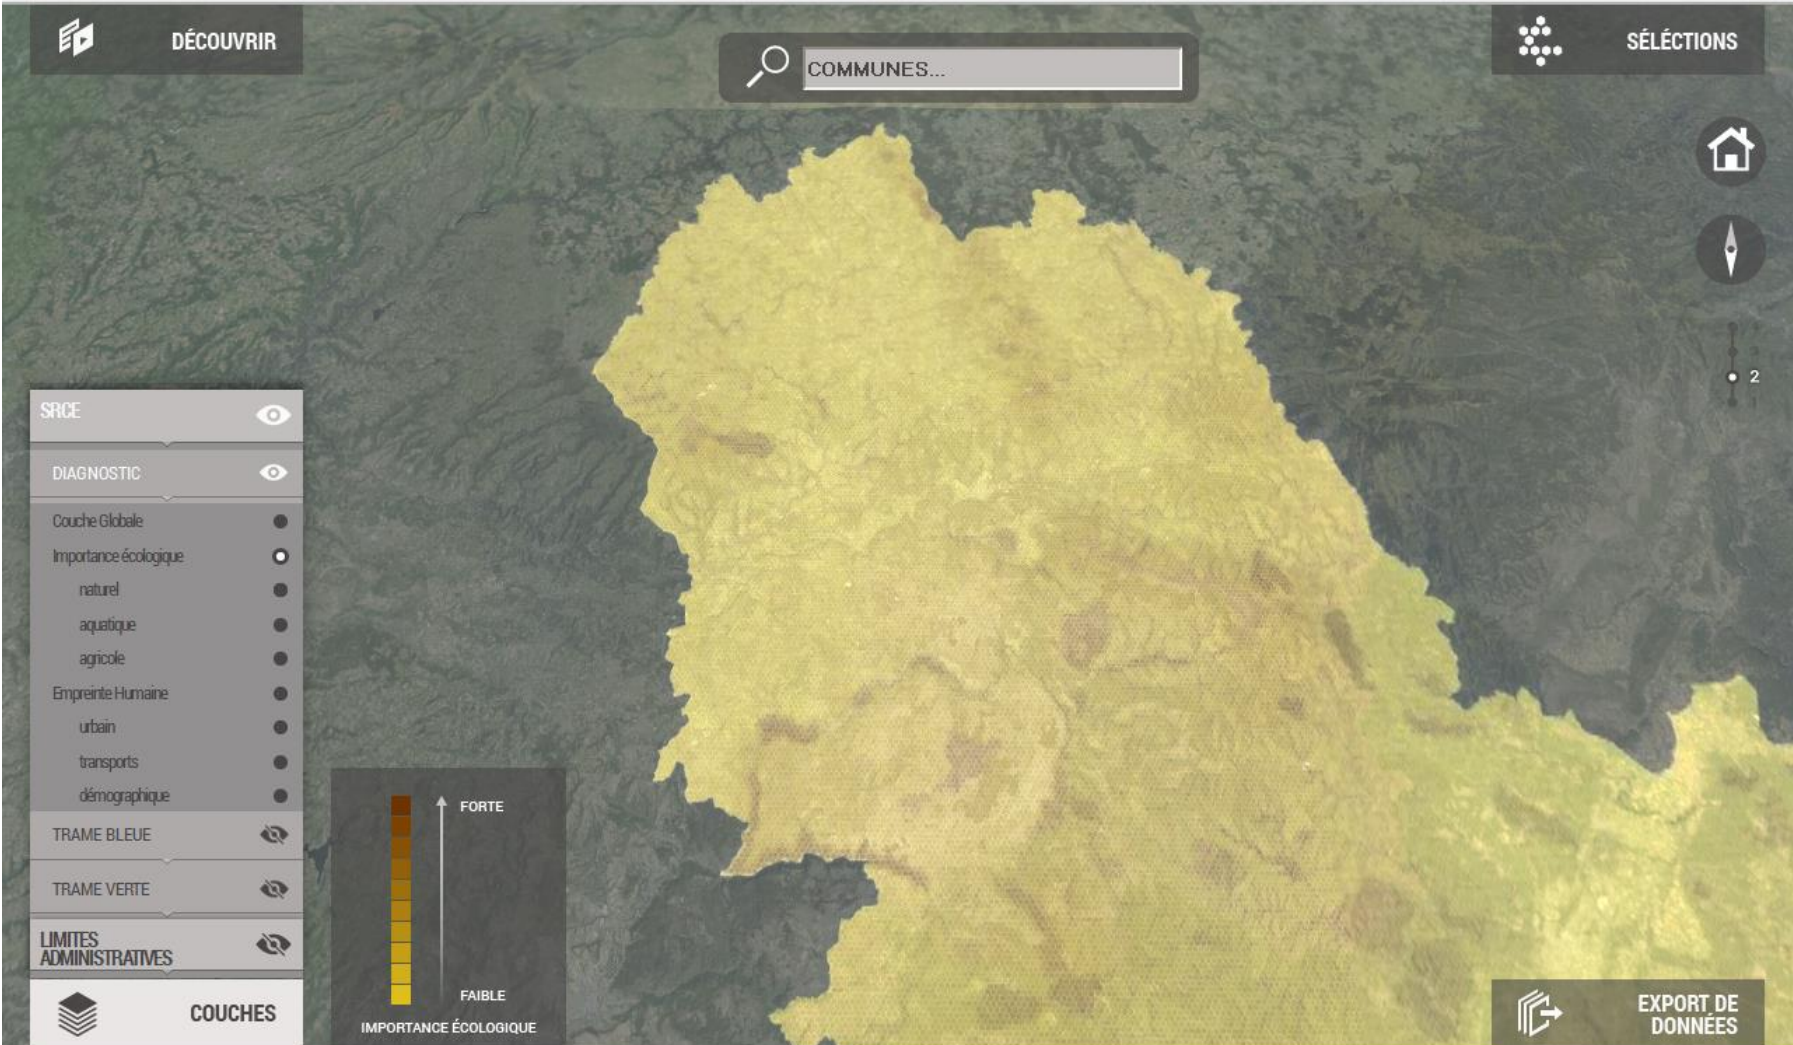 DÉCOUVRIR
COMMUNES...
SÉLÉCTIONS
2
SRCE
DIAGNOSTIC
Couche Globale
Importance écologique
naturel
aquatique
agricole
Empreinte Humaine
urbain
transports
démographique
TRAME BLEUE
TRAME VERTE
LIMITES
ADMINISTRATIVES
COUCHES
FORTE
FAIBLE
IMPORTANCE ÉCOLOGIQUE
EXPORT DE
DONNÉES